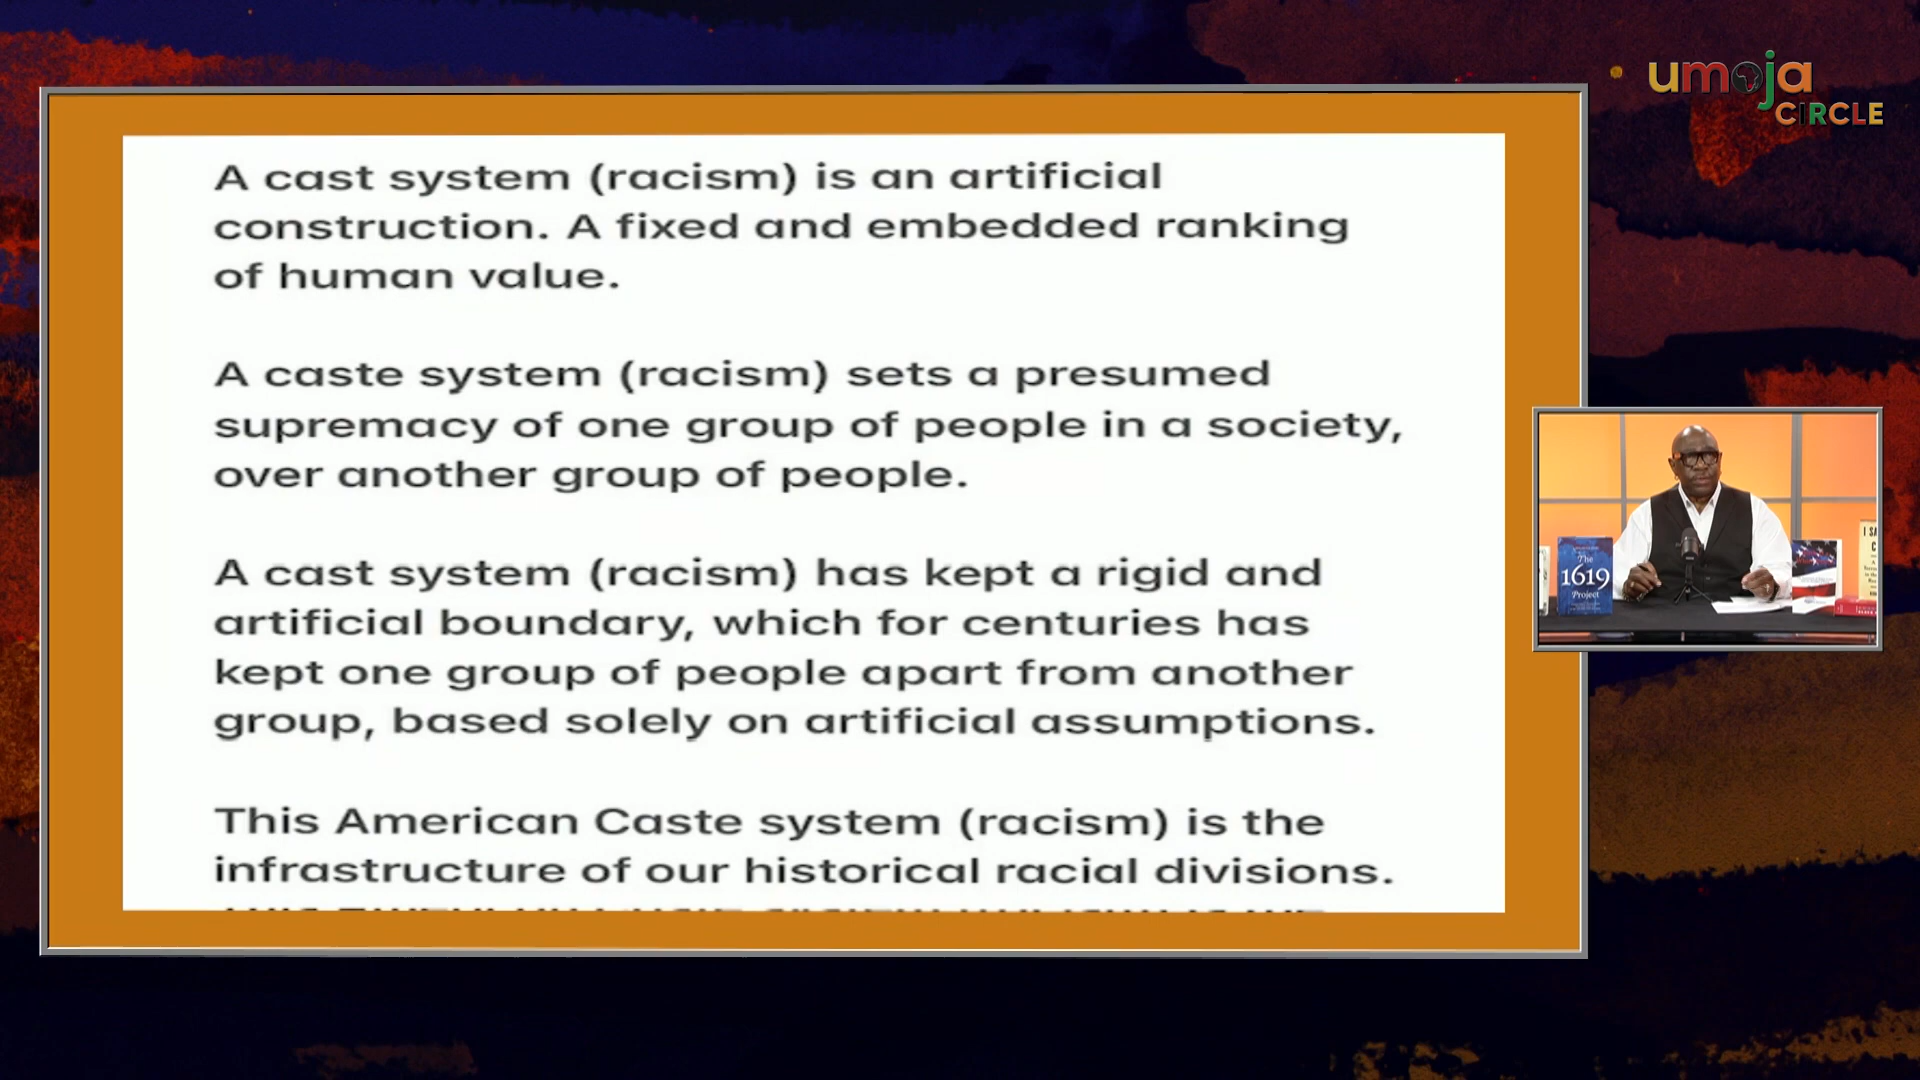 umoja
CIRCLE
A cast system (racism) is an artificial
construction. A fixed and embedded ranking
of human value.
A caste system (racism) sets a presumed
supremacy of one group of people in a society,
over another group of people.
A cast system (racism) has kept a rigid and
artificial boundary, which for centuries has
kept one group of people apart from another
group, based solely on artificial assumptions.
This American Caste system (racism) is the
infrastructure of our historical racial divisions.
The
1619
Project